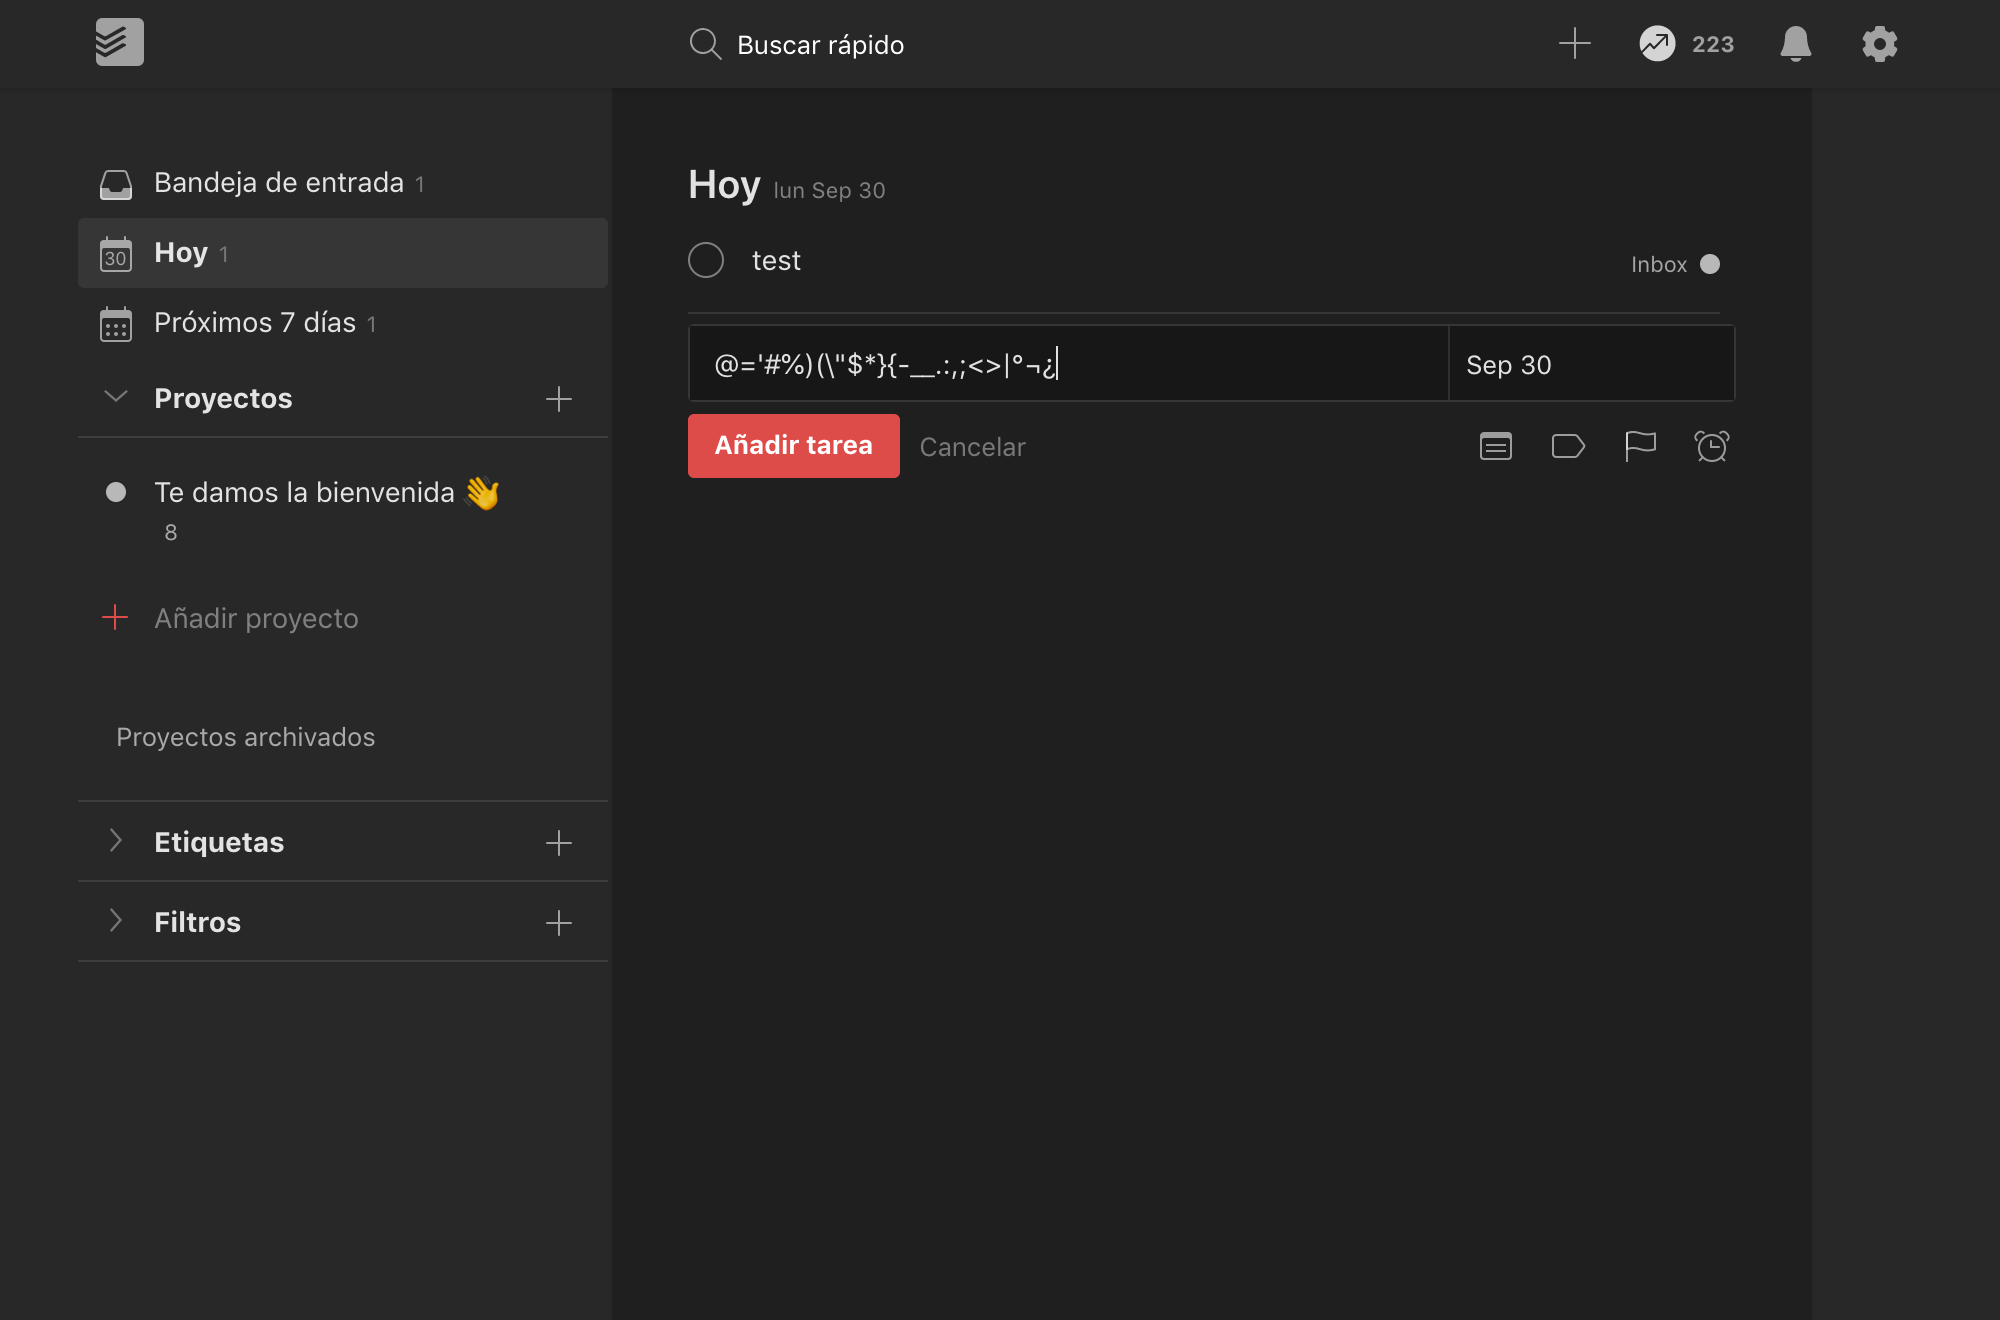 Buscar rápido
223
Bandeja de entrada 1
30 Hoy 1
Próximos 7 días 1
Proyectos
Te damos la bienvenida 👋
8
Añadir proyecto
Proyectos archivados
Etiquetas
Filtros
Hoy lun Sep 30
test Inbox
@='#%)(\"$*}{-__.:,;<>|°¬¿ Sep 30
Añadir tarea Cancelar